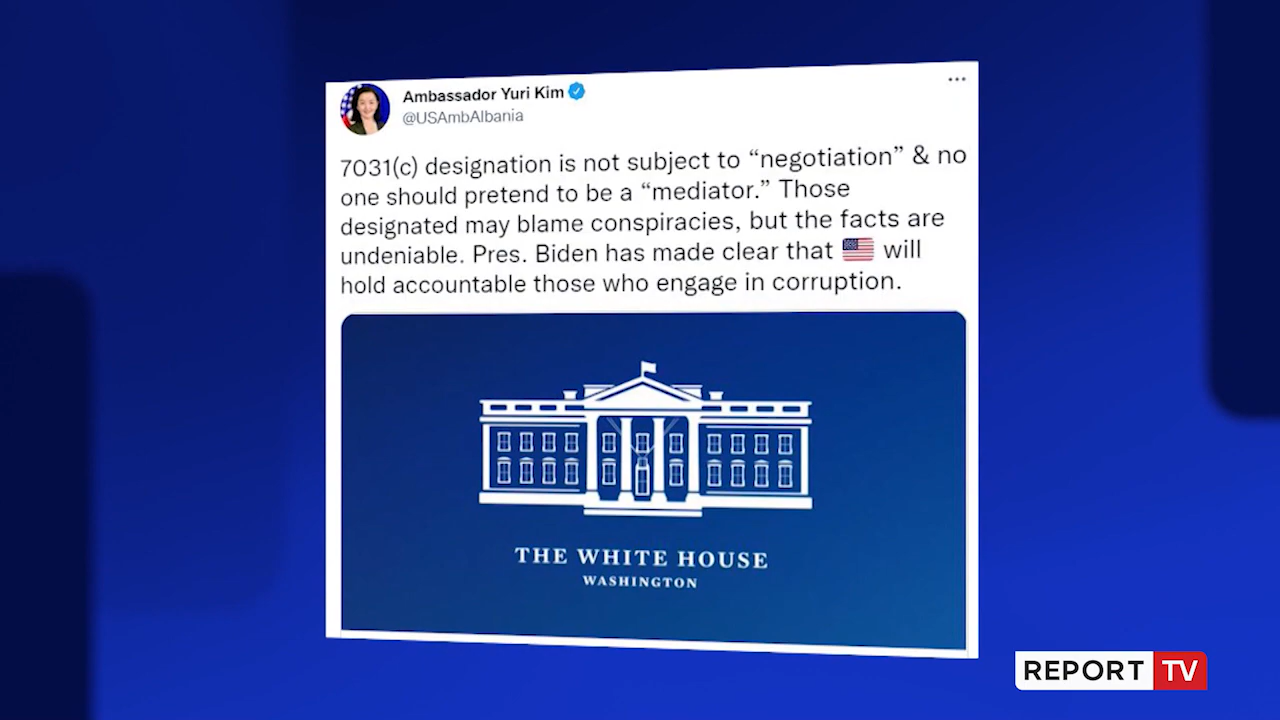 Ambassador Yuri Kim
@USAmbAlbania
7031(c) designation is not subject to “negotiation” & no
one should pretend to be a “mediator.” Those
designated may blame conspiracies, but the facts are
undeniable. Pres. Biden has made clear that 🇺🇸 will
hold accountable those who engage in corruption.
THE WHITE HOUSE
WASHINGTON
REPORT TV